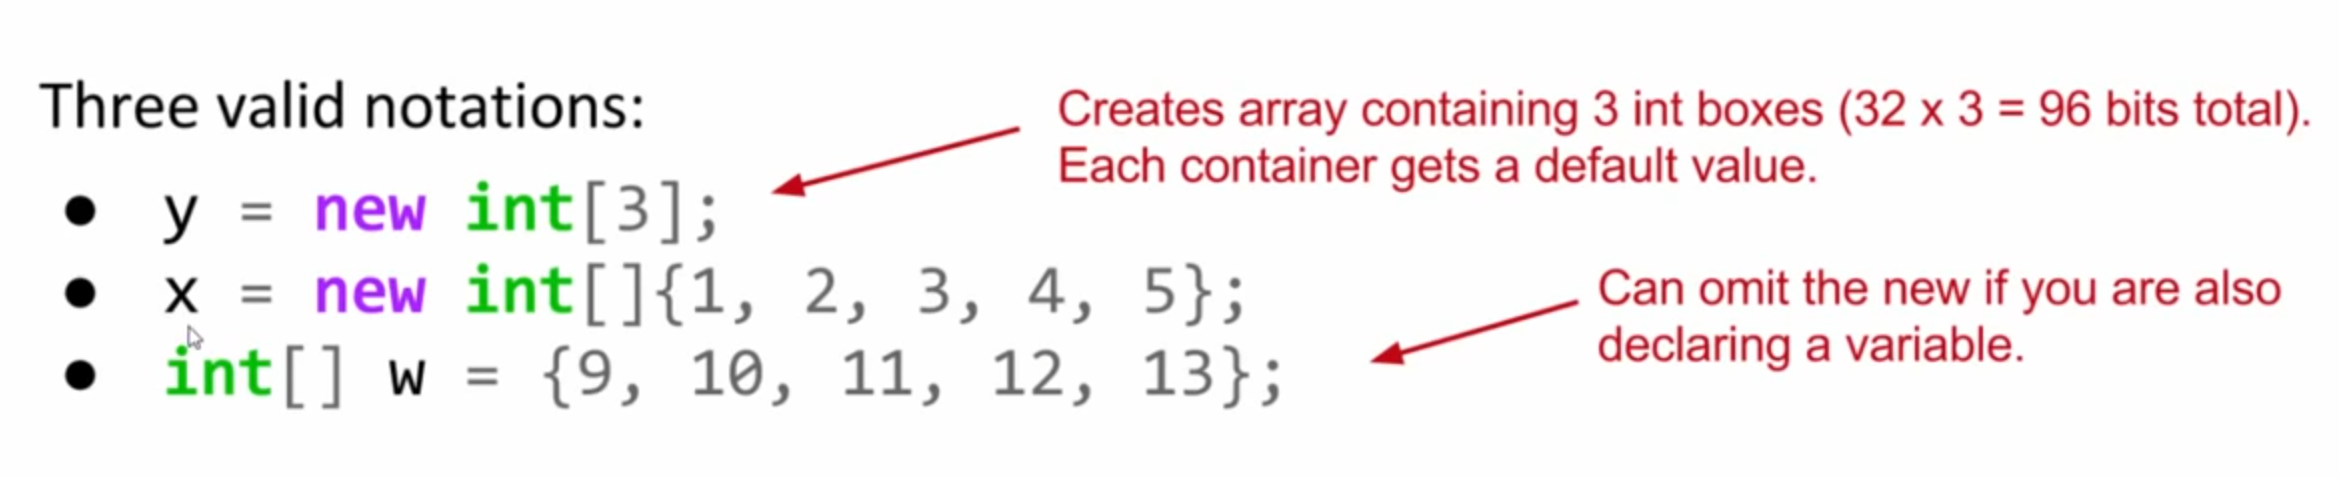 Three valid notations:
Creates array containing 3 int boxes (32 x 3 = 96 bits total).
Each container gets a default value.
● y = new int[3];
● x = new int[]{1, 2, 3, 4, 5};
Can omit the new if you are also
declaring a variable.
● int[] w = {9, 10, 11, 12, 13};